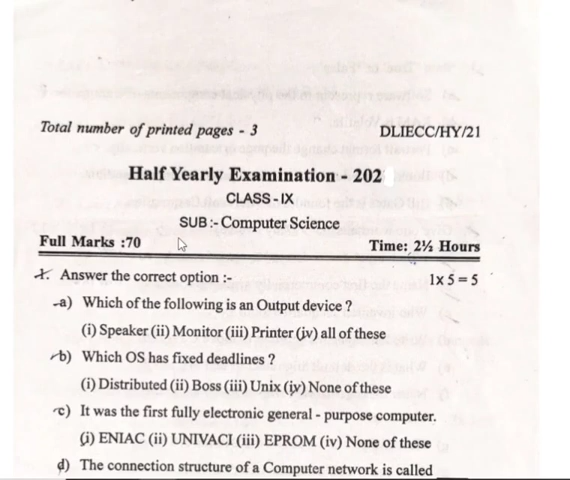 Total number of printed pages - 3 DLIECC/HY/21
Half Yearly Examination - 202
CLASS - IX
SUB :- Computer Science
Full Marks :70 Time: 2½ Hours
1. Answer the correct option :- 1x 5 = 5
a) Which of the following is an Output device ?
(i) Speaker (ii) Monitor (iii) Printer (iv) all of these
b) Which OS has fixed deadlines ?
(i) Distributed (ii) Boss (iii) Unix (iv) None of these
c) It was the first fully electronic general - purpose computer.
(i) ENIAC (ii) UNIVACI (iii) EPROM (iv) None of these
d) The connection structure of a Computer network is called